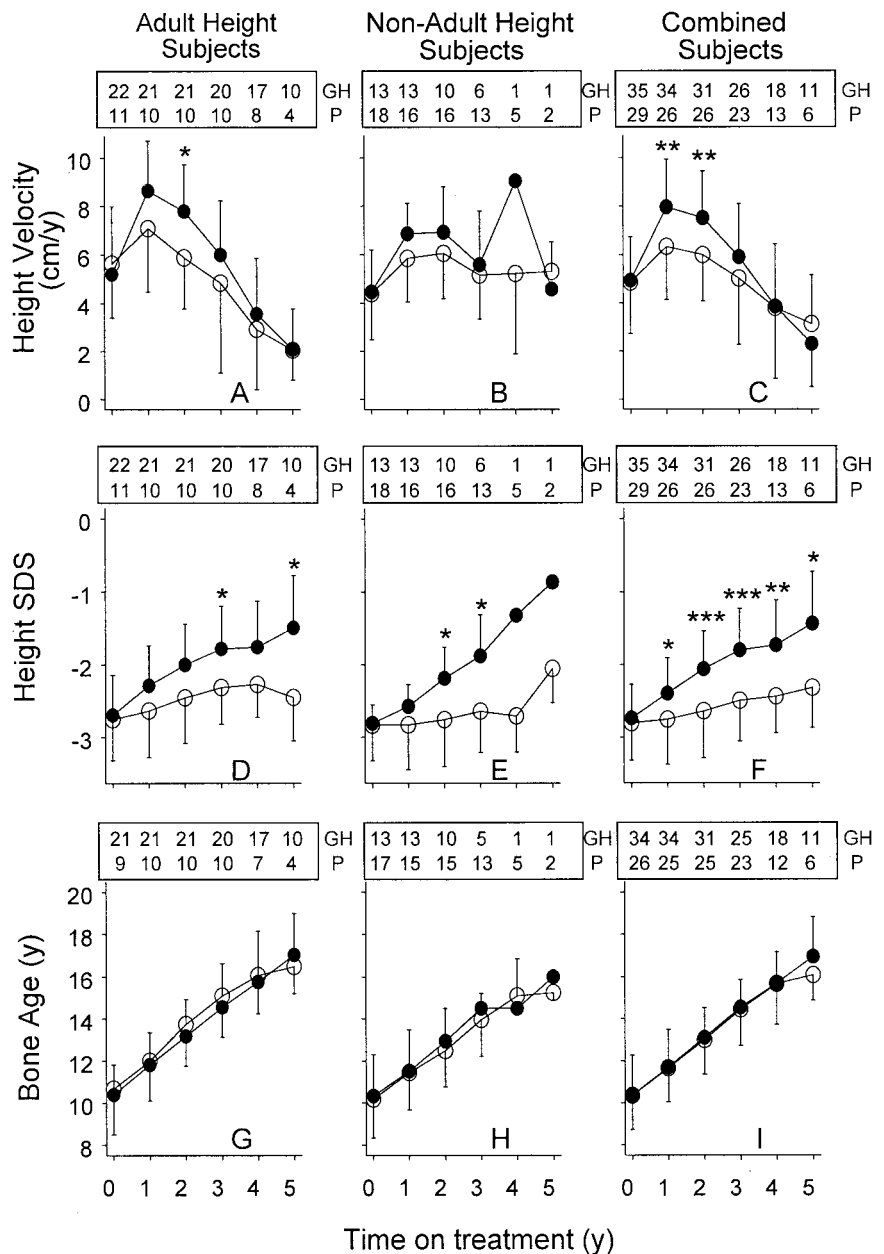 Adult Height Subjects
Non-Adult Height Subjects
Combined Subjects
22 21 21 20 17 10
11 10 10 10 8 4
13 13 10 6 1 1 GH
18 16 16 13 5 2 P
35 34 31 26 18 11 GH
29 26 26 23 13 6 P
Height Velocity (cm/y)
10
8
6
4
2
0
*
A
B
** **
C
22 21 21 20 17 10 GH
11 10 10 10 8 4 P
13 13 10 6 1 1 GH
18 16 16 13 5 2 P
35 34 31 26 18 11 GH
29 26 26 23 13 6 P
Height SDS
0
-1
-2
-3
* *
D
* *
E
* *** *** ** *
F
21 21 21 20 17 10 GH
9 10 10 10 7 4 P
13 13 10 5 1 1 GH
17 15 15 13 5 2 P
34 34 31 25 18 11 GH
26 25 25 23 12 6 P
Bone Age (y)
20
18
16
14
12
10
8
G
H
I
0 1 2 3 4 5
0 1 2 3 4 5
0 1 2 3 4 5
Time on treatment (y)